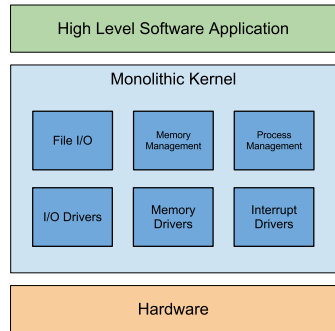 High Level Software Application
Monolithic Kernel
File I/O
Memory
Management
Process
Management
I/O Drivers
Memory
Drivers
Interrupt
Drivers
Hardware